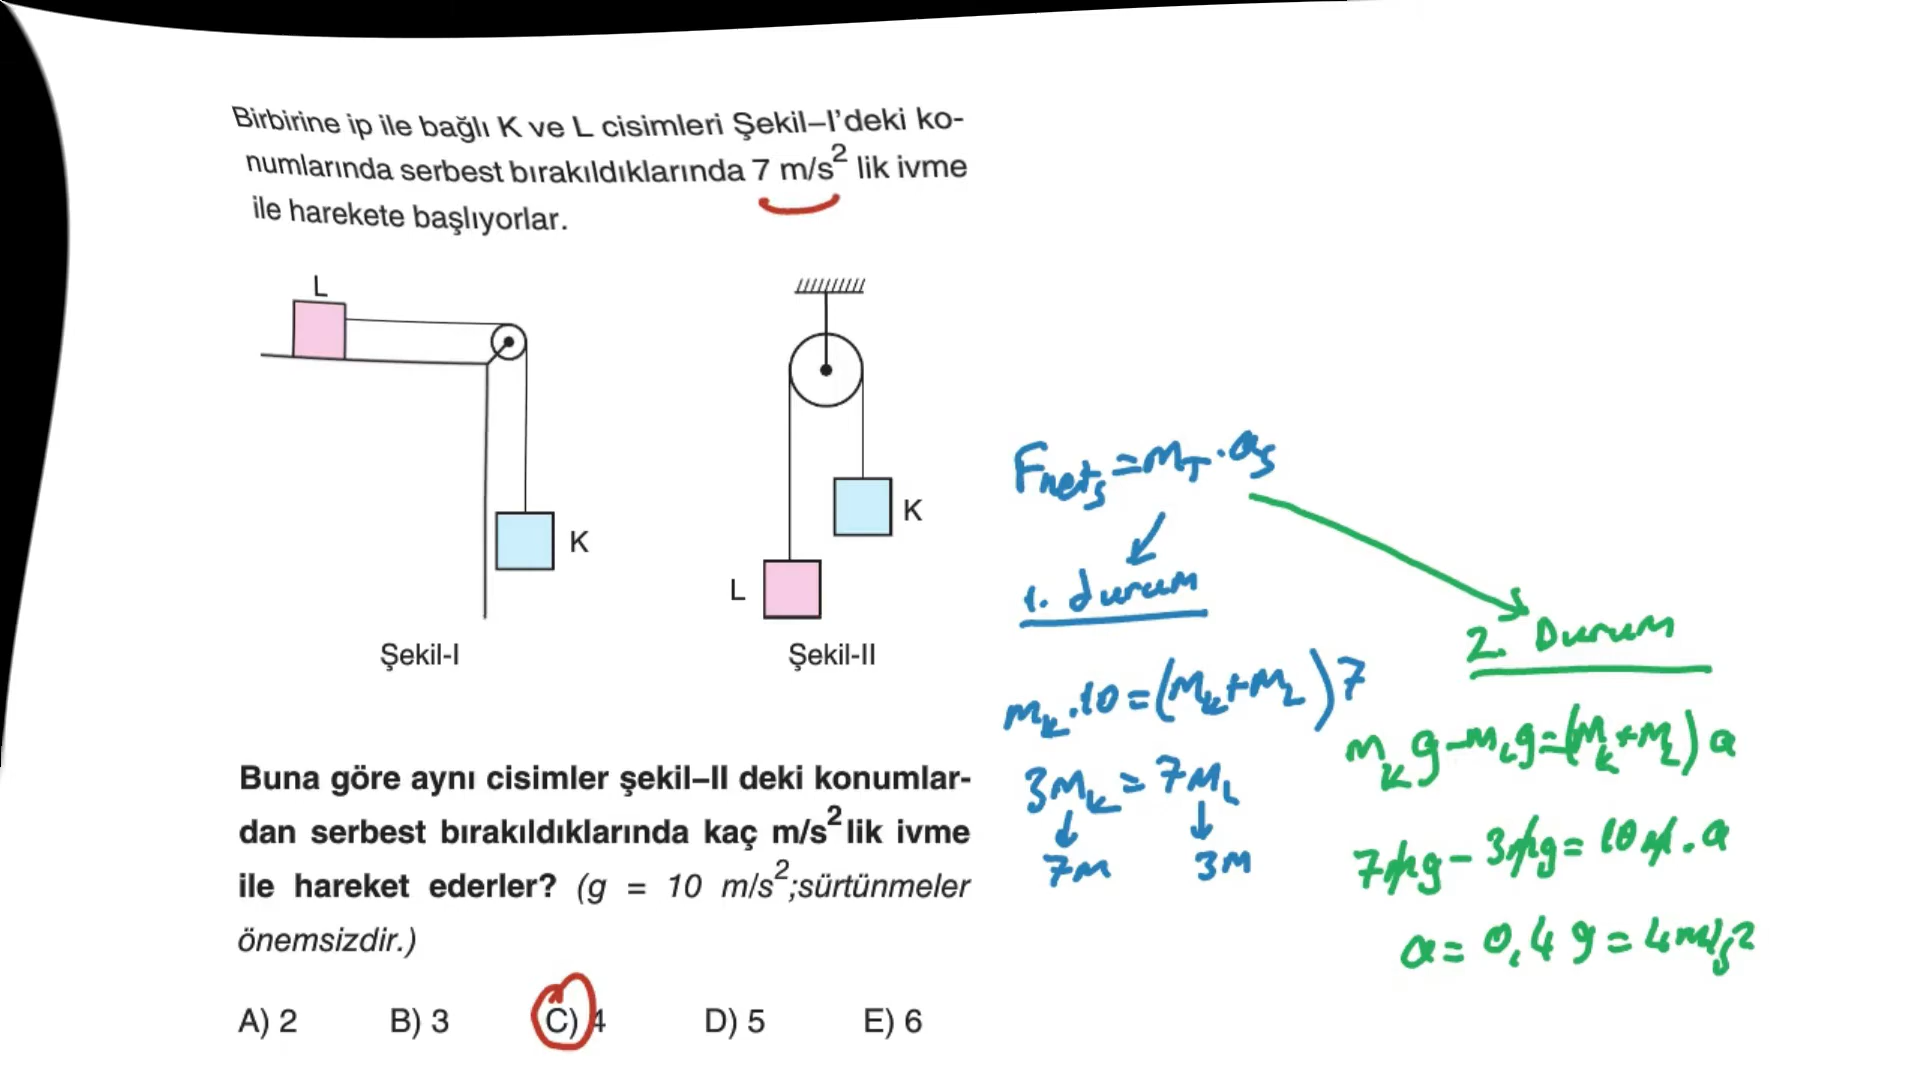 Birbirine ip ile bağlı K ve L cisimleri Şekil–I'deki ko-
numlarında serbest bırakıldıklarında 7 m/s² lik ivme
ile harekete başlıyorlar.
L
K
Şekil-I
K
L
Şekil-II
Buna göre aynı cisimler şekil–II deki konumlar-
dan serbest bırakıldıklarında kaç m/s² lik ivme
ile hareket ederler? (g = 10 m/s²;sürtünmeler
önemsizdir.)
A) 2 B) 3 C) 4 D) 5 E) 6
Fnets = mT . as
1. durum
mK.10=(mK+mL)7
3mK = 7mL
7m 3m
2. Durum
mKg-mLg=(mK+mL)a
7mg-3mg=10m.a
a= 0,4 g = 4m/s²